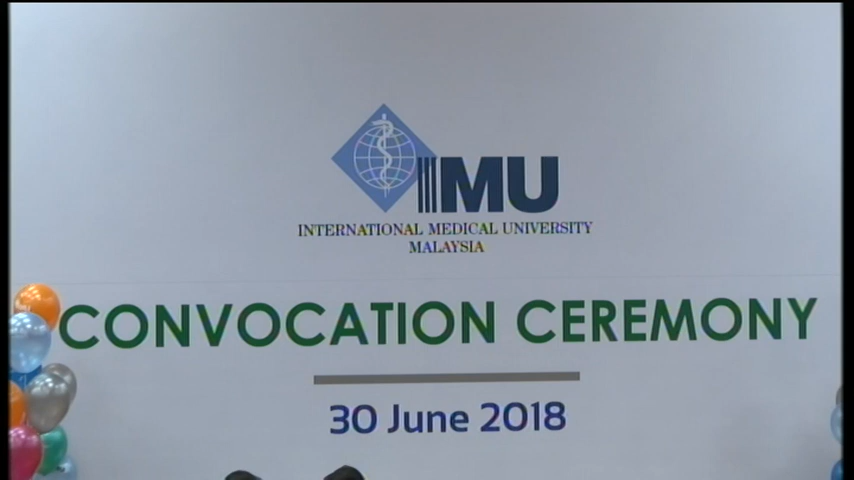 IMU
INTERNATIONAL MEDICAL UNIVERSITY
MALAYSIA
CONVOCATION CEREMONY
30 June 2018